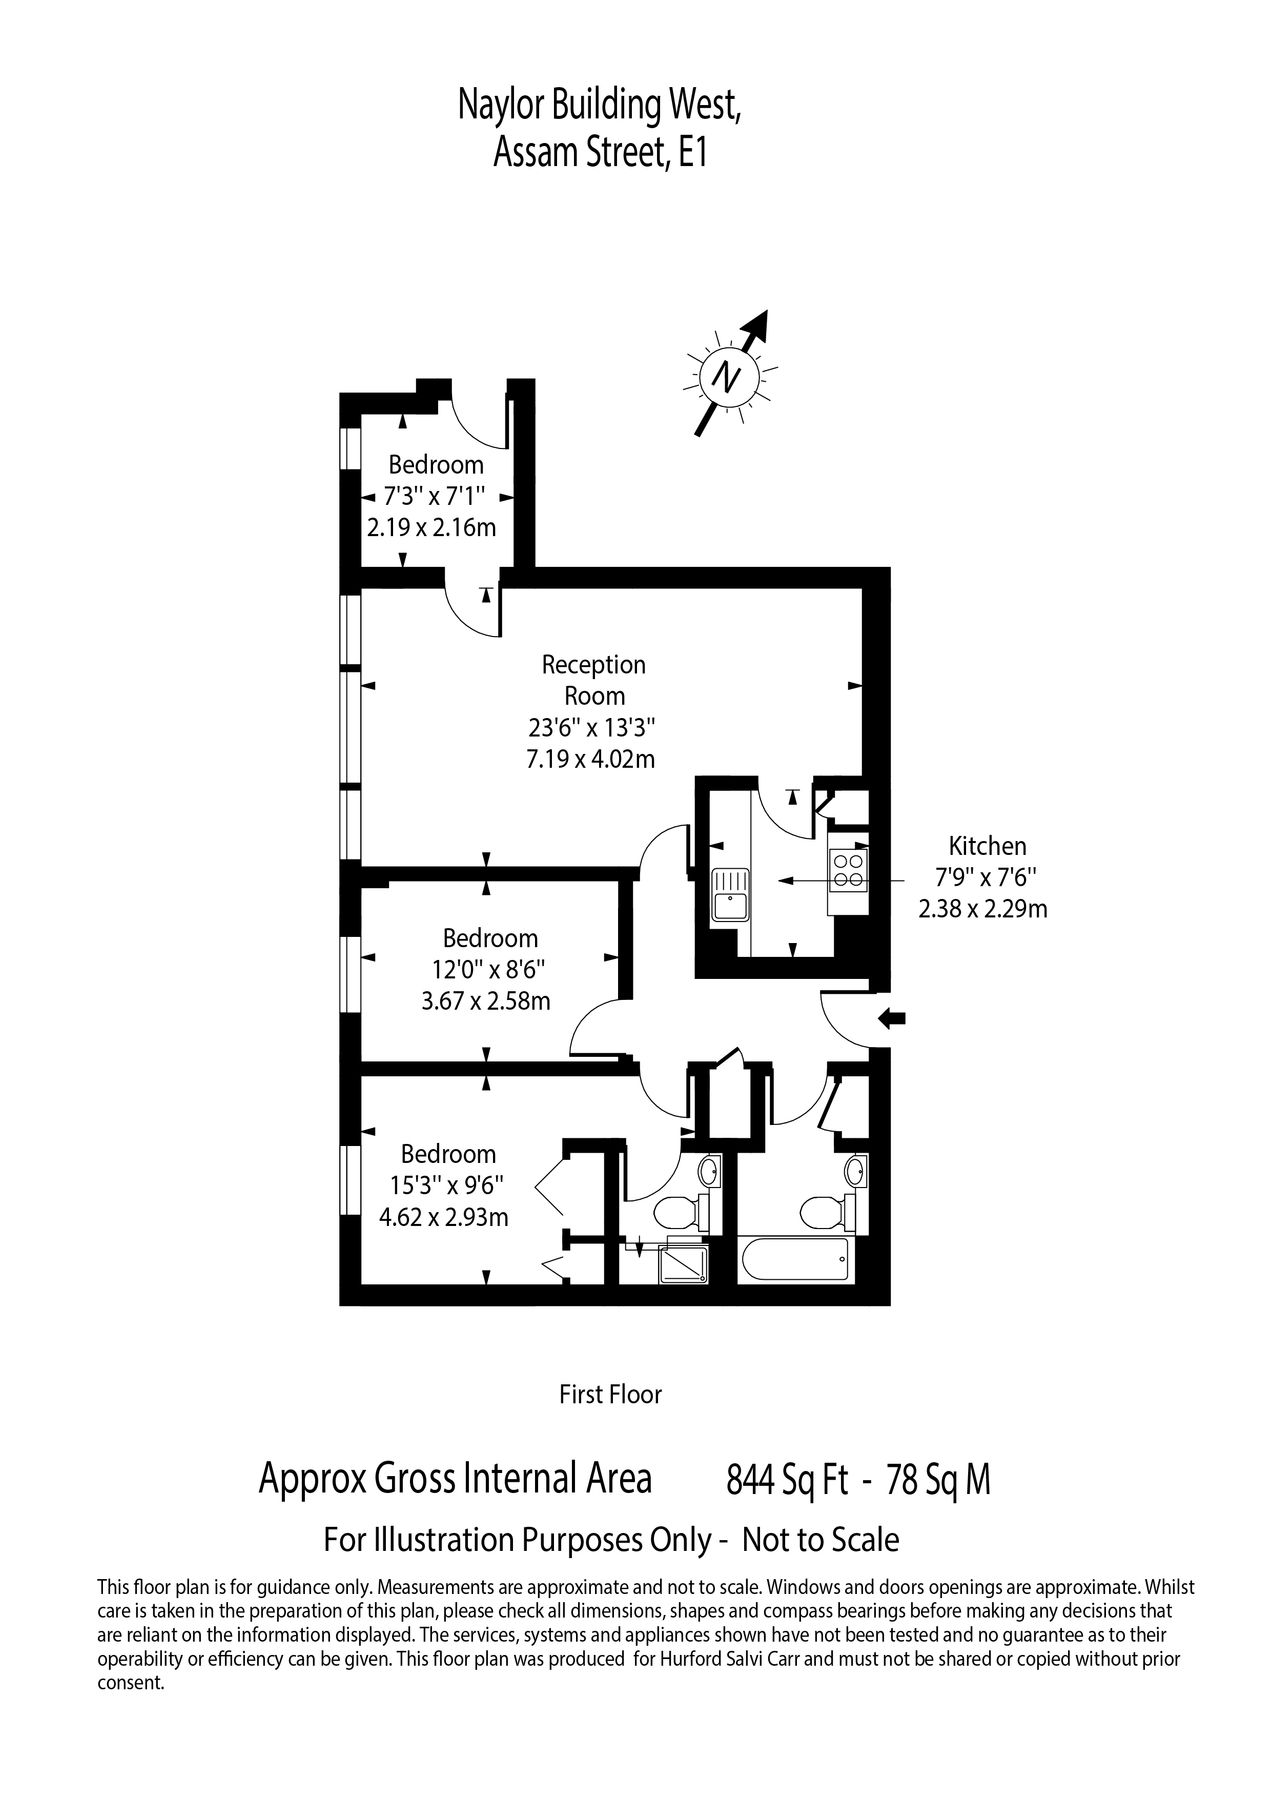 Naylor Building West,
Assam Street, E1
N
Bedroom
7'3'' x 7'1''
2.19 x 2.16m
Reception
Room
23'6'' x 13'3''
7.19 x 4.02m
Kitchen
7'9'' x 7'6''
2.38 x 2.29m
Bedroom
12'0'' x 8'6''
3.67 x 2.58m
Bedroom
15'3'' x 9'6''
4.62 x 2.93m
First Floor
Approx Gross Internal Area 844 Sq Ft - 78 Sq M
For Illustration Purposes Only - Not to Scale
This floor plan is for guidance only. Measurements are approximate and not to scale. Windows and doors openings are approximate. Whilst
care is taken in the preparation of this plan, please check all dimensions, shapes and compass bearings before making any decisions that
are reliant on the information displayed. The services, systems and appliances shown have not been tested and no guarantee as to their
operability or efficiency can be given. This floor plan was produced for Hurford Salvi Carr and must not be shared or copied without prior
consent.